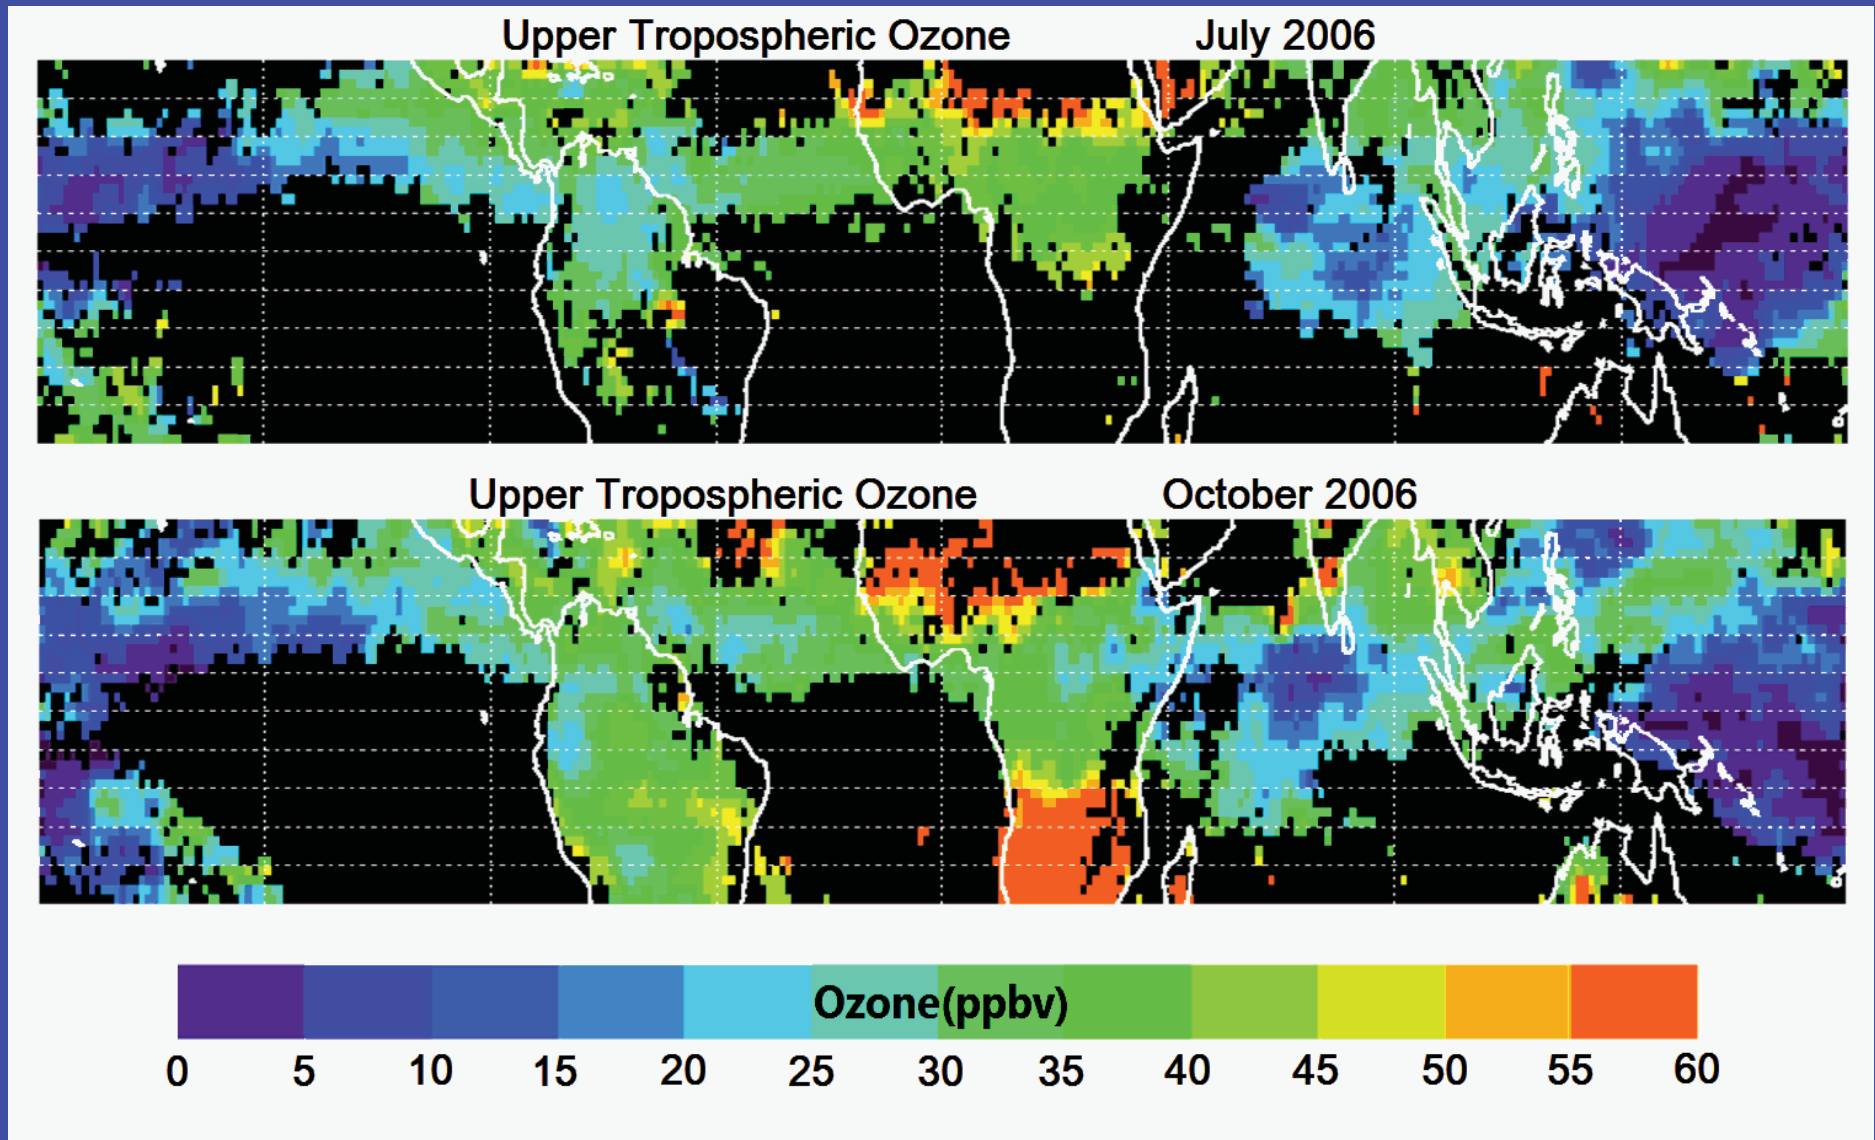 Upper Tropospheric Ozone July 2006
Upper Tropospheric Ozone October 2006
Ozone(ppbv)
0 5 10 15 20 25 30 35 40 45 50 55 60